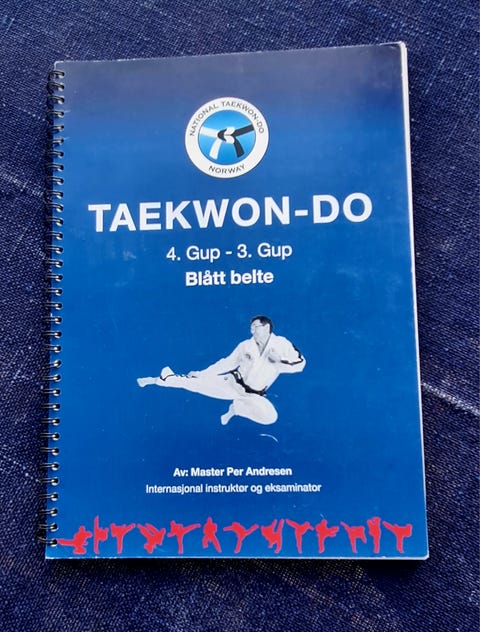 NATIONAL TAEKWON-DO
NORWAY
TAEKWON-DO
4. Gup - 3. Gup
Blått belte
Av: Master Per Andresen
Internasjonal instruktør og eksaminator